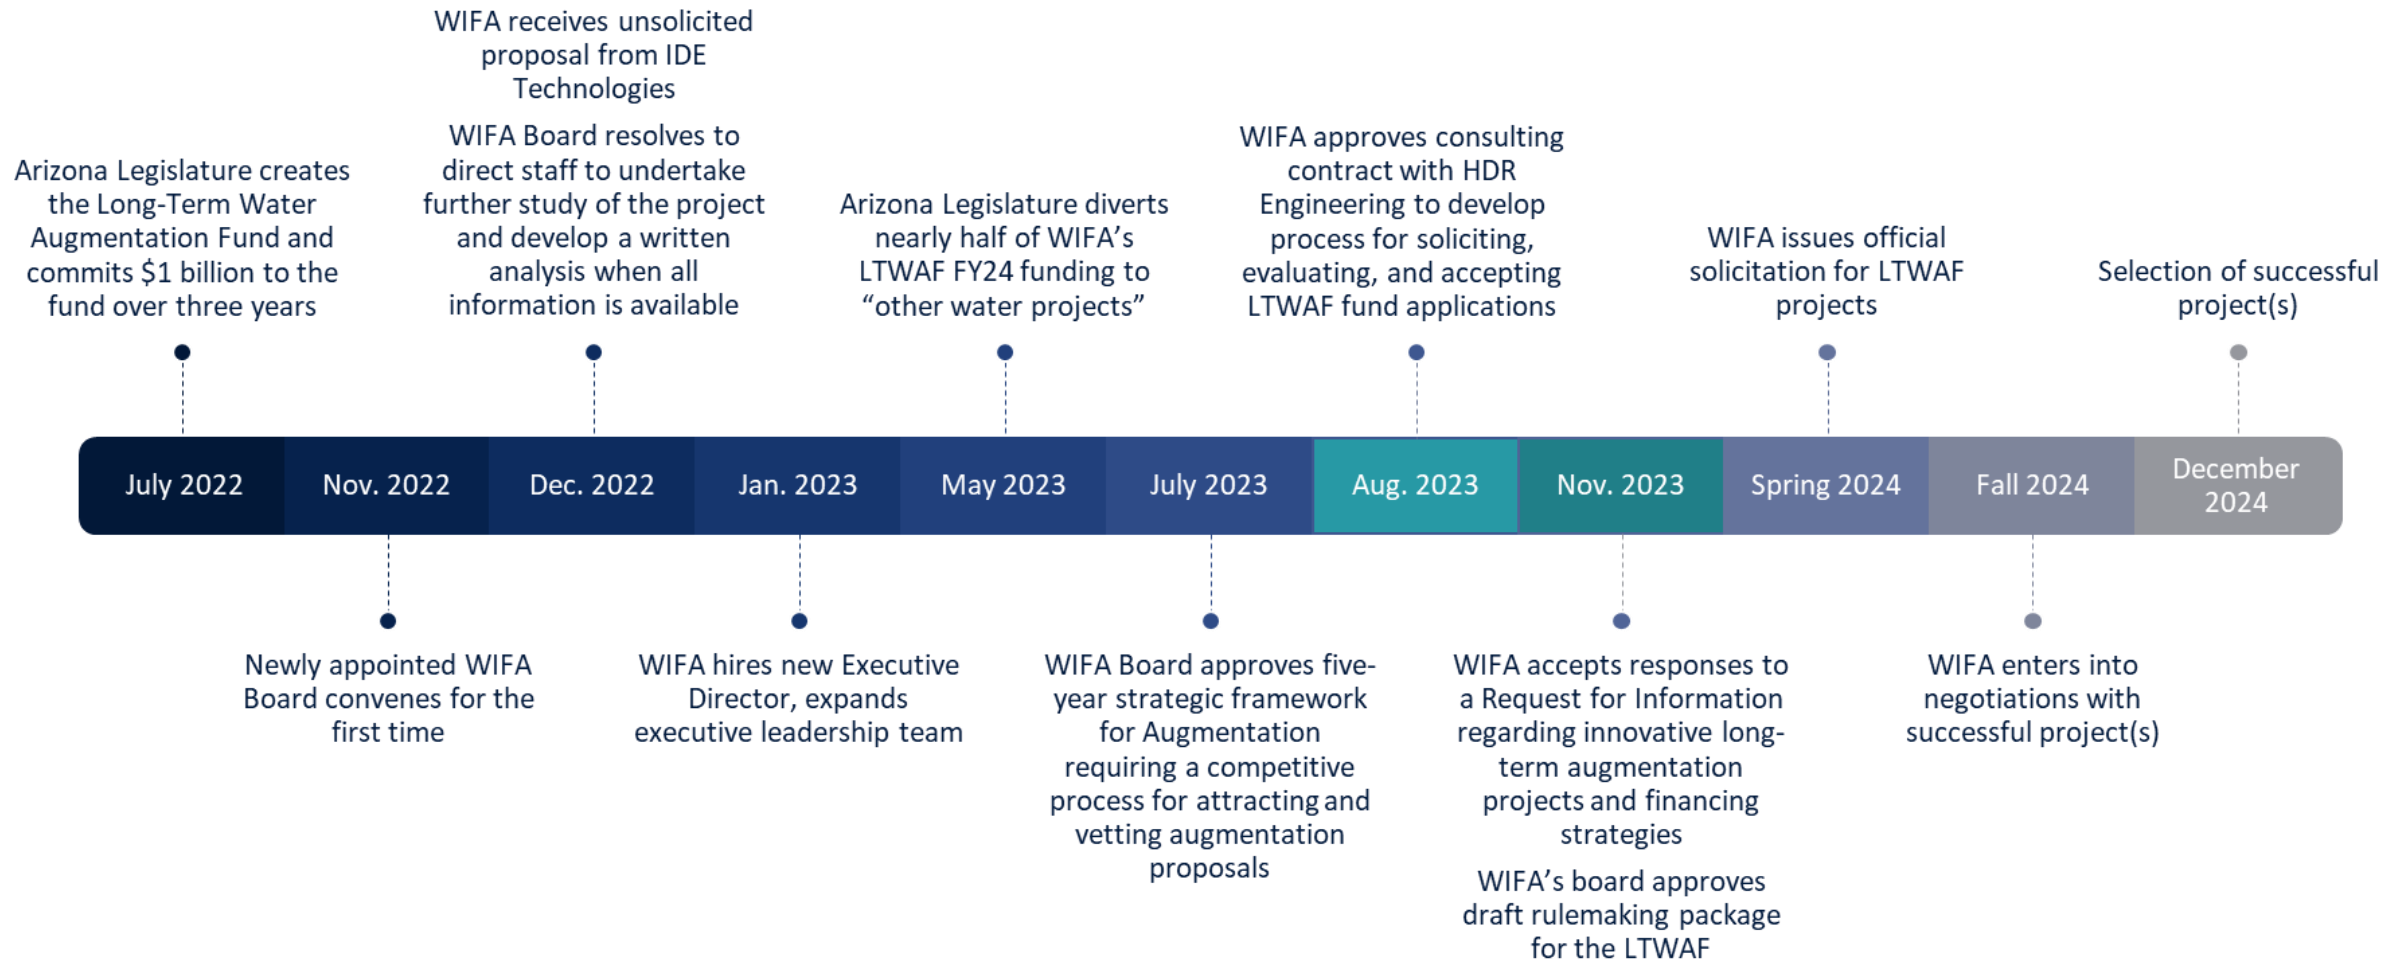 Arizona Legislature creates
the Long-Term Water
Augmentation Fund and
commits $1 billion to the
fund over three years
WIFA receives unsolicited
proposal from IDE
Technologies
WIFA Board resolves to
direct staff to undertake
further study of the project
and develop a written
analysis when all
information is available
Arizona Legislature diverts
nearly half of WIFA’s
LTWAF FY24 funding to
“other water projects”
WIFA approves consulting
contract with HDR
Engineering to develop
process for soliciting,
evaluating, and accepting
LTWAF fund applications
WIFA issues official
solicitation for LTWAF
projects
Selection of successful
project(s)
July 2022
Nov. 2022
Dec. 2022
Jan. 2023
May 2023
July 2023
Aug. 2023
Nov. 2023
Spring 2024
Fall 2024
December
2024
Newly appointed WIFA
Board convenes for the
first time
WIFA hires new Executive
Director, expands
executive leadership team
WIFA Board approves five-
year strategic framework
for Augmentation
requiring a competitive
process for attracting and
vetting augmentation
proposals
WIFA accepts responses to
a Request for Information
regarding innovative long-
term augmentation
projects and financing
strategies
WIFA’s board approves
draft rulemaking package
for the LTWAF
WIFA enters into
negotiations with
successful project(s)